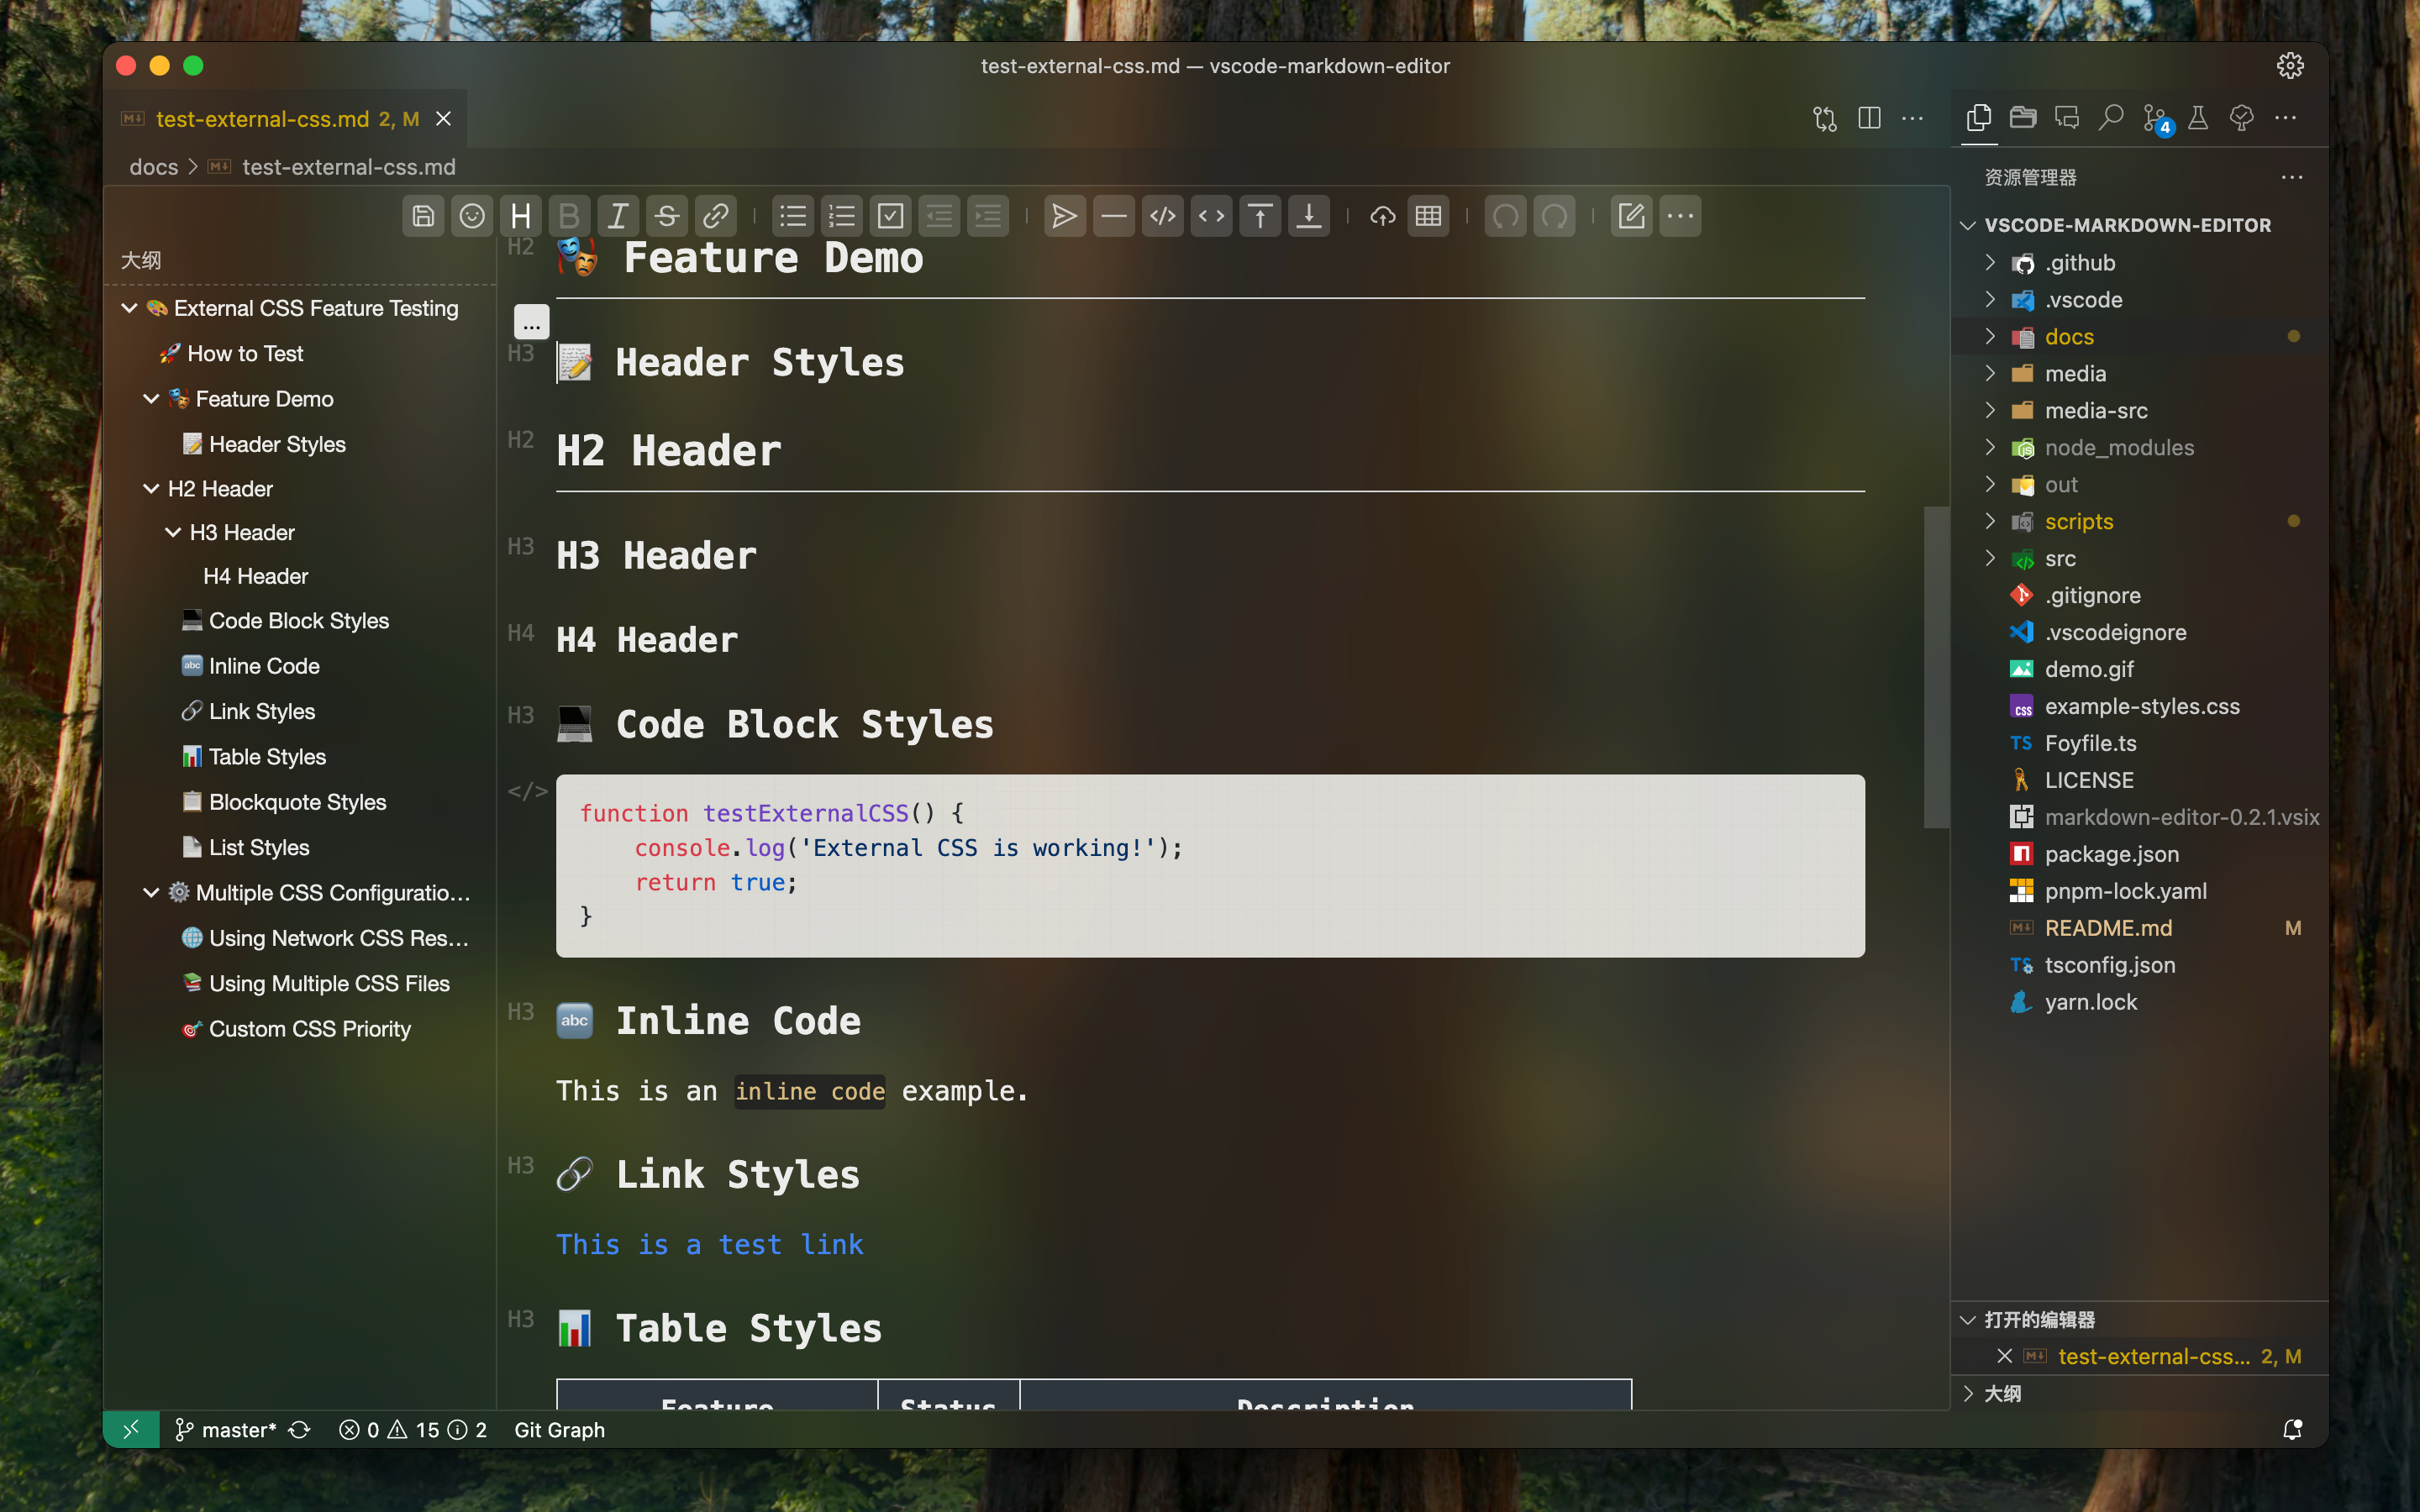 test-external-css.md — vscode-markdown-editor
test-external-css.md 2, M
4
docs > test-external-css.md
大纲
🎨 External CSS Feature Testing
🚀 How to Test
🎭 Feature Demo
📝 Header Styles
H2 Header
H3 Header
H4 Header
💻 Code Block Styles
🔤 Inline Code
🔗 Link Styles
📊 Table Styles
📋 Blockquote Styles
📄 List Styles
⚙️ Multiple CSS Configuratio...
🌐 Using Network CSS Res...
📚 Using Multiple CSS Files
🎯 Custom CSS Priority
H2 🎭 Feature Demo
...
H3 📝 Header Styles
H2 H2 Header
H3 H3 Header
H4 H4 Header
H3 💻 Code Block Styles
</>
function testExternalCSS() {
    console.log('External CSS is working!');
    return true;
}
H3 🔤 Inline Code
This is an inline code example.
H3 🔗 Link Styles
This is a test link
H3 📊 Table Styles
Feature Status Description
资源管理器
VSCODE-MARKDOWN-EDITOR
.github
.vscode
docs
media
media-src
node_modules
out
scripts
src
.gitignore
.vscodeignore
demo.gif
example-styles.css
Foyfile.ts
LICENSE
markdown-editor-0.2.1.vsix
package.json
pnpm-lock.yaml
README.md M
tsconfig.json
yarn.lock
打开的编辑器
test-external-css... 2, M
大纲
master* 0 15 2 Git Graph